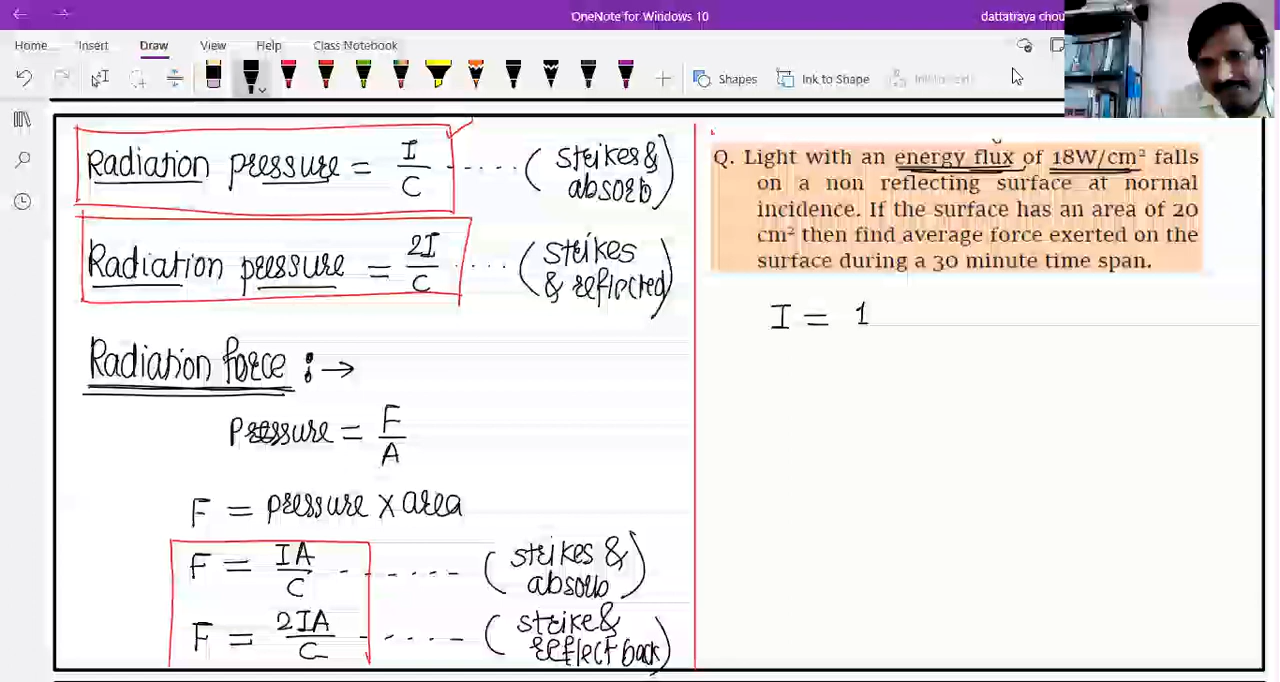 OneNote for Windows 10
dattatraya chou
Home Insert Draw View Help Class Notebook
Shapes Ink to Shape Ink to Text
Radiation pressure = I/C ..... (strikes & absorb)
Radiation pressure = 2I/C ..... (strikes & reflected)
Radiation force :→
Pressure = F/A
F = pressure × area
F = IA/C ....... (strikes & absorb)
F = 2IA/C ....... (strike & reflect back)
Q. Light with an energy flux of 18W/cm² falls
on a non reflecting surface at normal
incidence. If the surface has an area of 20
cm² then find average force exerted on the
surface during a 30 minute time span.
I = 1